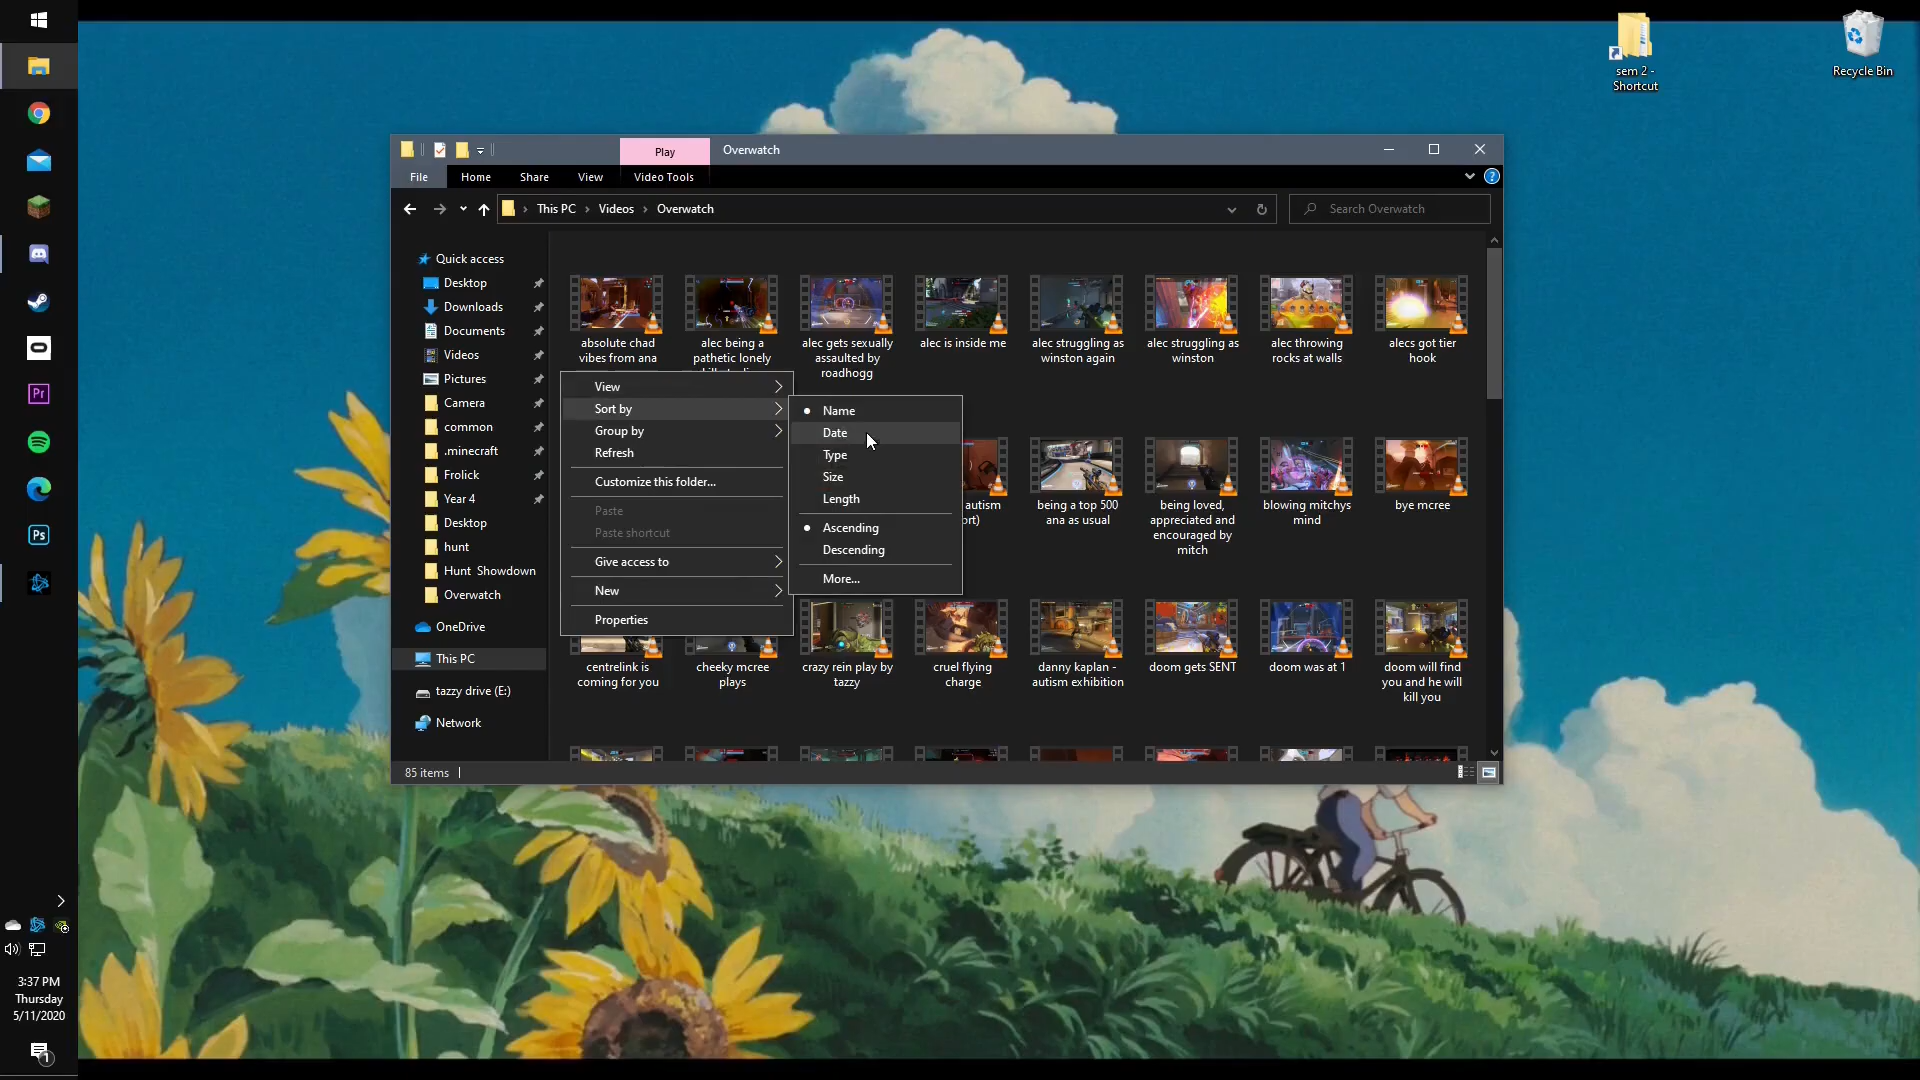 sem 2 -
Shortcut
Recycle Bin
Play
Overwatch
File
Home
Share
View
Video Tools
This PC
Videos
Overwatch
Search Overwatch
Quick access
Desktop
Downloads
Documents
Videos
Pictures
Camera
common
.minecraft
Frolick
Year 4
Desktop
hunt
Hunt Showdown
Overwatch
OneDrive
This PC
tazzy drive (E:)
Network
absolute chad
vibes from ana
alec being a
pathetic lonely
alec gets sexually
assaulted by
roadhogg
alec is inside me
alec struggling as
winston again
alec struggling as
winston
alec throwing
rocks at walls
alecs got tier
hook
View
Sort by
Group by
Refresh
Customize this folder...
Paste
Paste shortcut
Give access to
New
Properties
Name
Date
Type
Size
Length
Ascending
Descending
More...
autism
being a top 500
ana as usual
being loved,
appreciated and
encouraged by
mitch
blowing mitchys
mind
bye mcree
centrelink is
coming for you
cheeky mcree
plays
crazy rein play by
tazzy
cruel flying
charge
danny kaplan -
autism exhibition
doom gets SENT
doom was at 1
doom will find
you and he will
kill you
85 items
Pr
Ps
3:37 PM
Thursday
5/11/2020
1